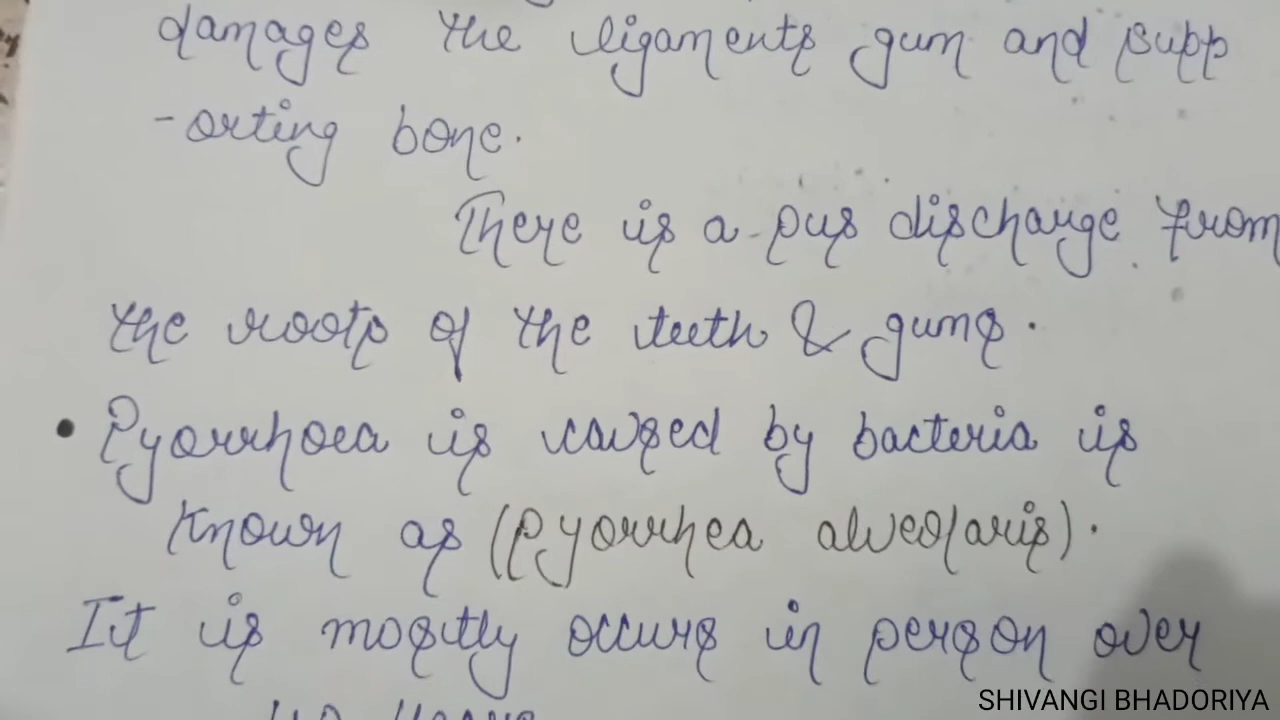 damages the ligaments gum and supp
-orting bone.
There is a pus discharge from
the roots of the teeth & gums.
• Pyorrhoea is caused by bacteria is
known as (Pyorrhea alveolaris).
It is mostly occurs in person over
SHIVANGI BHADORIYA